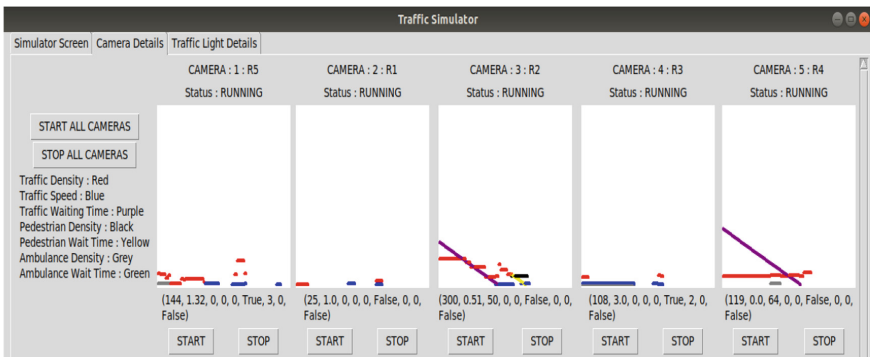 Traffic Simulator
Simulator Screen Camera Details Traffic Light Details
CAMERA : 1 : R5 CAMERA : 2 : R1 CAMERA : 3 : R2 CAMERA : 4 : R3 CAMERA : 5 : R4
Status : RUNNING Status : RUNNING Status : RUNNING Status : RUNNING Status : RUNNING
START ALL CAMERAS
STOP ALL CAMERAS
Traffic Density : Red
Traffic Speed : Blue
Traffic Waiting Time : Purple
Pedestrian Density : Black
Pedestrian Wait Time : Yellow
Ambulance Density : Grey
Ambulance Wait Time : Green
(144, 1.32, 0, 0, 0, True, 3, 0, (25, 1.0, 0, 0, 0, False, 0, 0, (300, 0.51, 50, 0, 0, False, 0, 0, (108, 3.0, 0, 0, 0, True, 2, 0, (119, 0.0, 64, 0, 0, False, 0, 0,
False) False) False) False) False)
START STOP START STOP START STOP START STOP START STOP